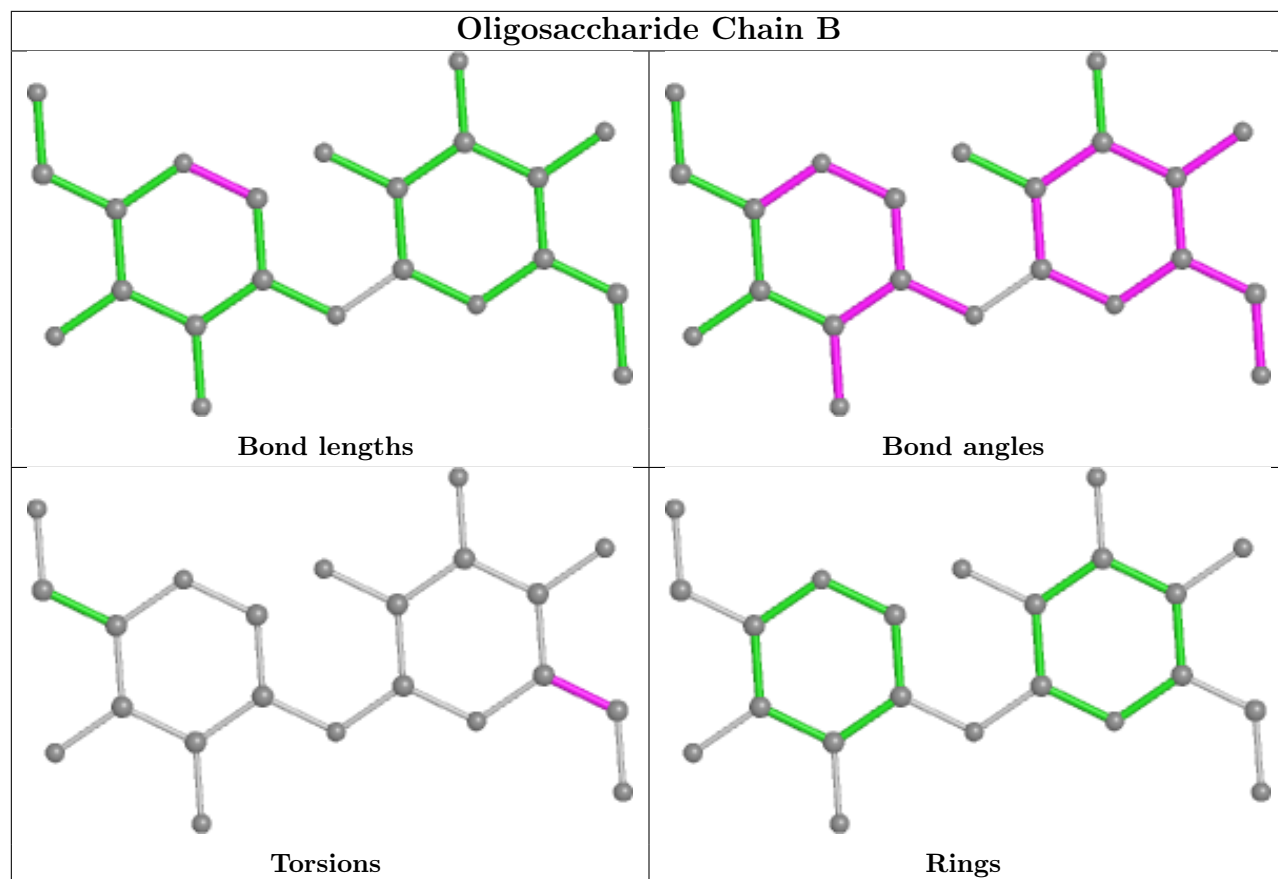 Oligosaccharide Chain B
Bond lengths
Bond angles
Torsions
Rings